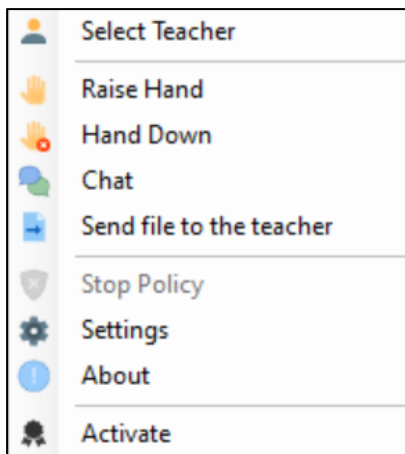 Select Teacher
Raise Hand
Hand Down
Chat
Send file to the teacher
Stop Policy
Settings
About
Activate